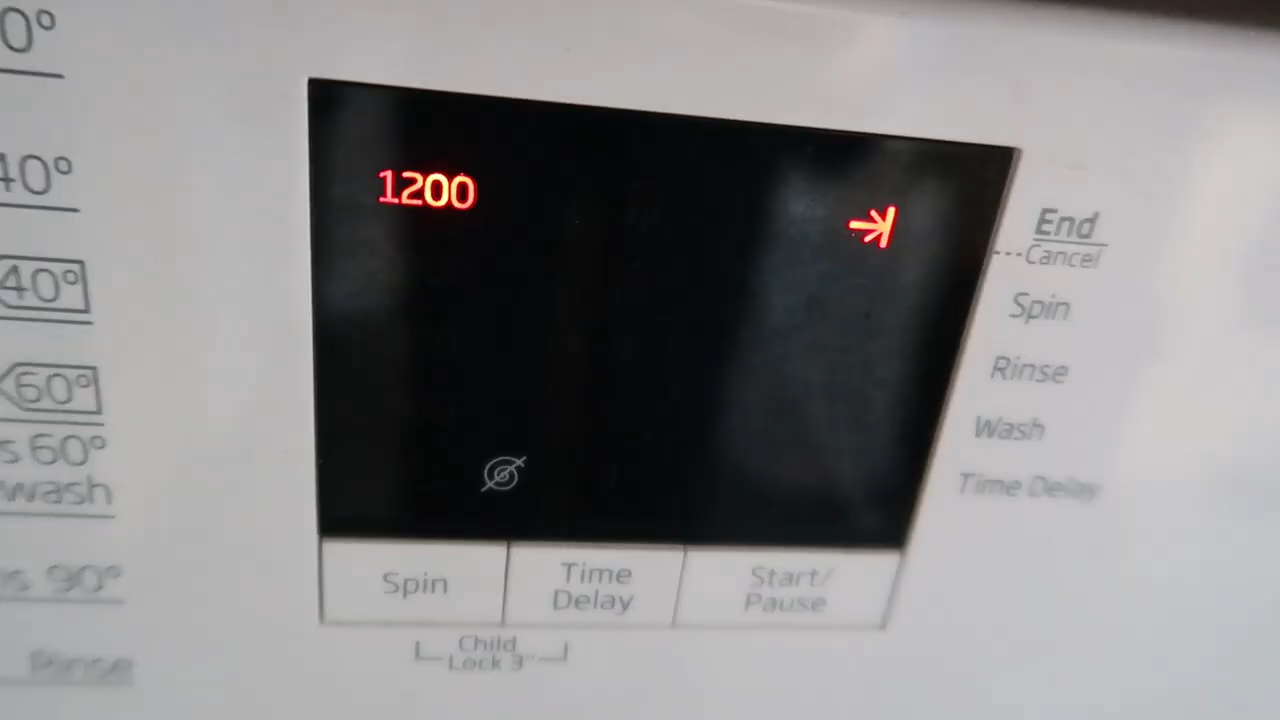 0°
40°
40°
60°
s 60°
wash
s 90°
Rinse
1200
End
Cancel
Spin
Rinse
Wash
Time Delay
Spin
Time
Delay
Start/
Pause
Child
Lock 3"